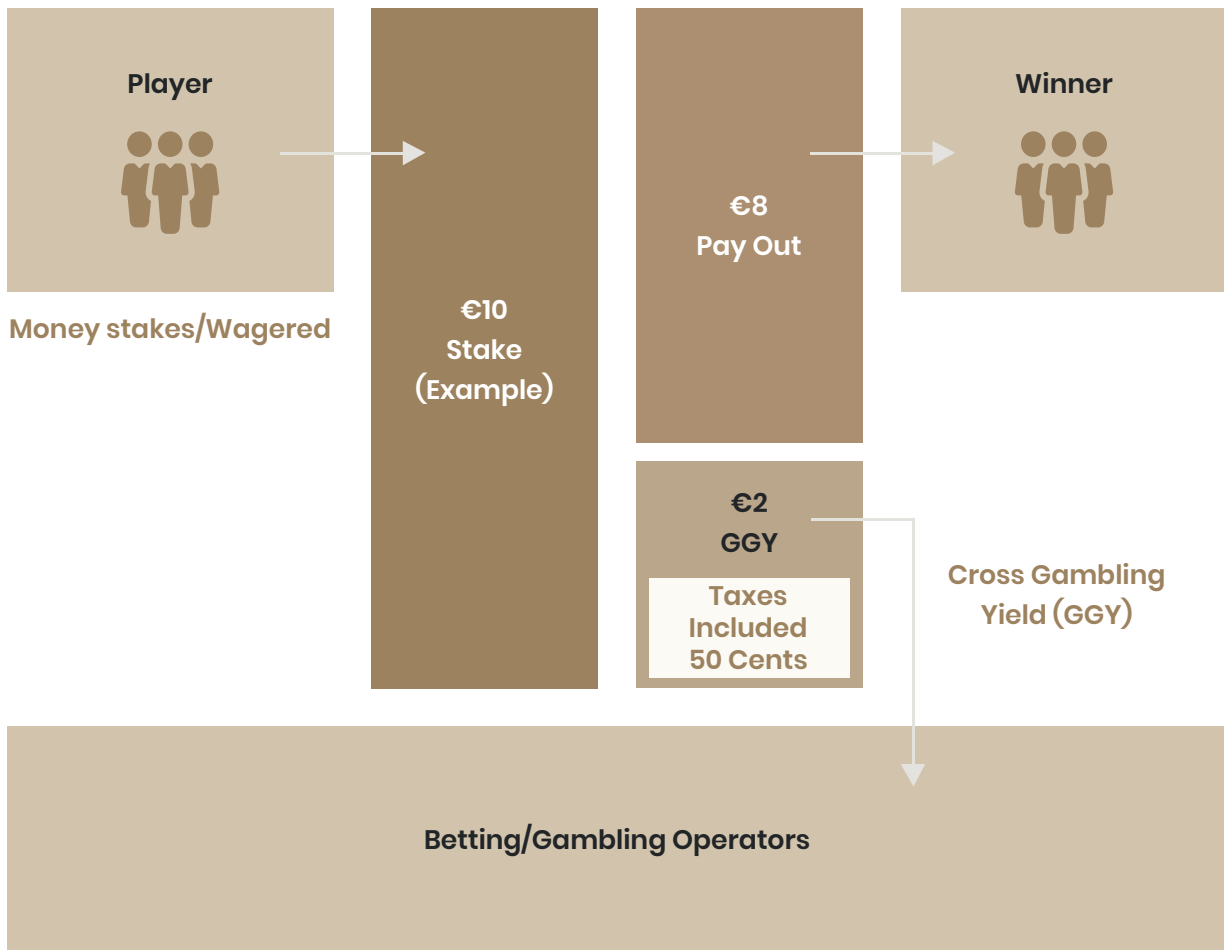 Player
Money stakes/Wagered
€10
Stake
(Example)
€8
Pay Out
Winner
€2
GGY
Taxes
Included
50 Cents
Cross Gambling
Yield (GGY)
Betting/Gambling Operators